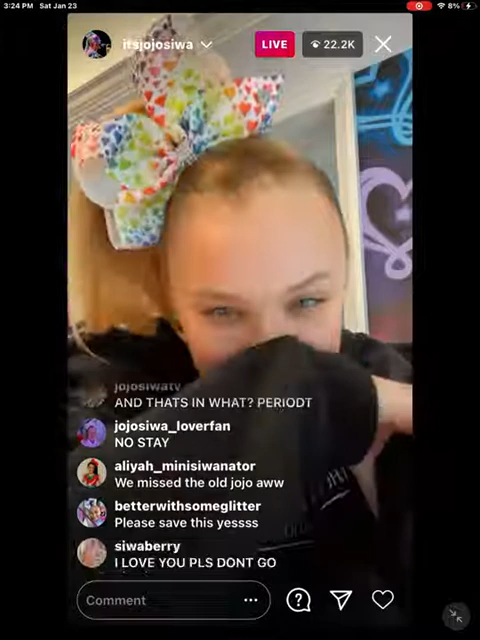 3:24 PM Sat Jan 23
8%
itsjojosiwa
LIVE
22.2K
jojosiwatv
AND THATS IN WHAT? PERIODT
jojosiwa_loverfan
NO STAY
aliyah_minisiwanator
We missed the old jojo aww
betterwithsomeglitter
Please save this yessss
siwaberry
I LOVE YOU PLS DONT GO
Comment